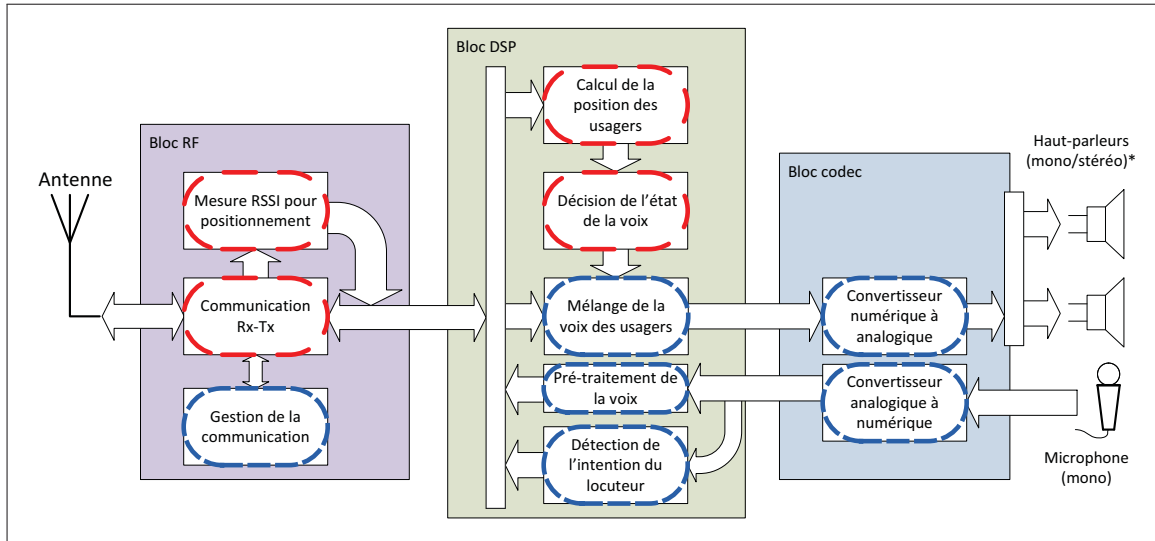 Antenne
Bloc RF
Mesure RSSI pour
positionnement
Communication
Rx-Tx
Gestion de la
communication
Bloc DSP
Calcul de la
position des
usagers
Décision de l'état
de la voix
Mélange de la
voix des usagers
Pré-traitement de
la voix
Détection de
l'intention du
locuteur
Bloc codec
Convertisseur
numérique à
analogique
Convertisseur
analogique à
numérique
Haut-parleurs
(mono/stéréo)*
Microphone
(mono)